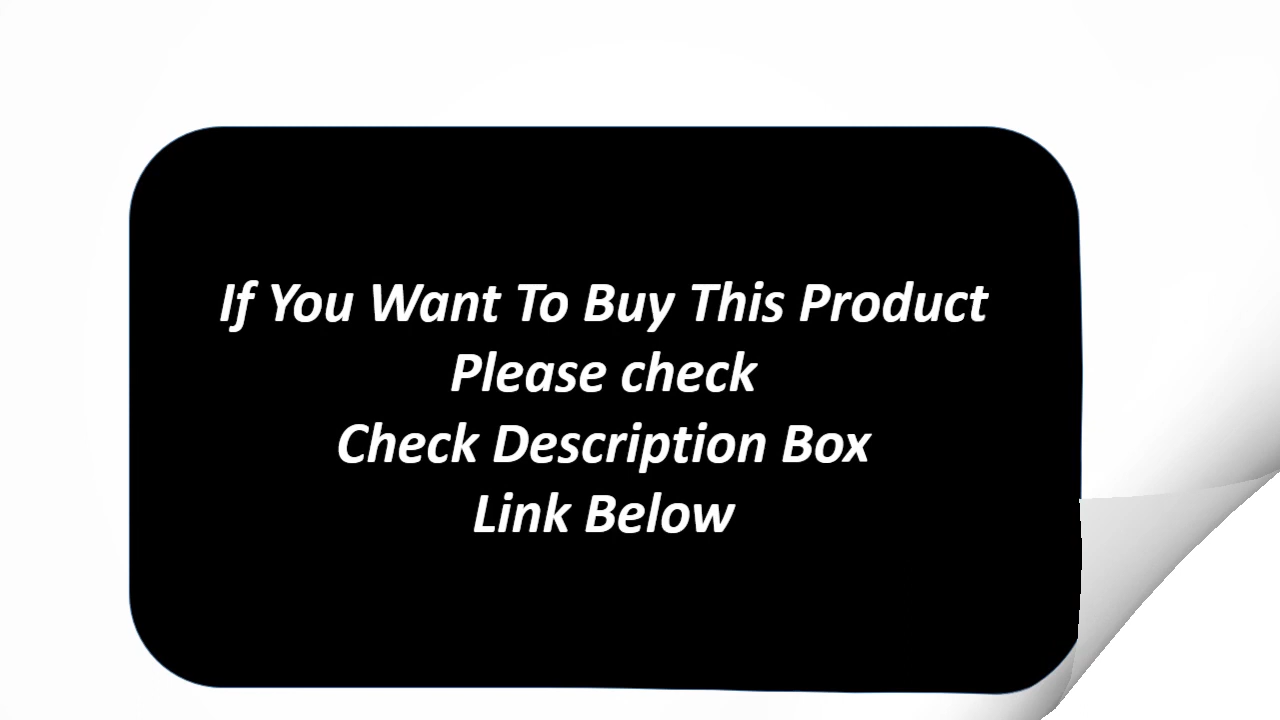 If You Want To Buy This Product
Please check
Check Description Box
Link Below